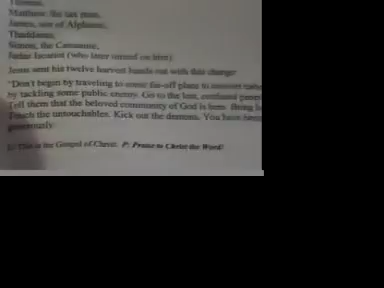 Thomas,
Matthew the tax man,
James, son of Alphaeus,
Thaddaeus,
Simon, the Canaanite,
Judas Iscariot (who later turned on him)
Jesus sent his twelve harvest hands out with this charge
"Don't begin by traveling to some far-off place to convert
by tackling some public enemy. Go to the lost, confused
Tell them that the beloved community of God is here. Bring
Touch the untouchables. Kick out the demons. You have been
generously
L: This is the Gospel of Christ. P: Praise to Christ the Word!